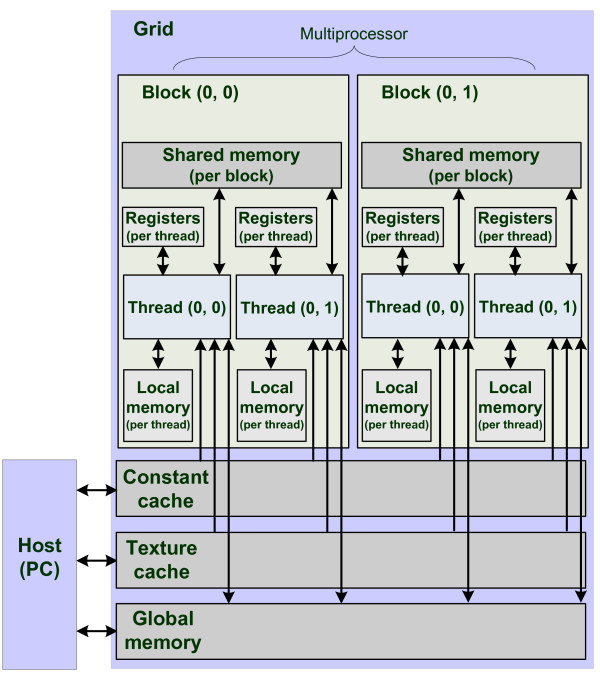 Grid
Multiprocessor
Block (0, 0)
Block (0, 1)
Shared memory
(per block)
Shared memory
(per block)
Registers
(per thread)
Registers
(per thread)
Registers
(per thread)
Registers
(per thread)
Thread (0, 0)
Thread (0, 1)
Thread (0, 0)
Thread (0, 1)
Local
memory
(per thread)
Local
memory
(per thread)
Local
memory
(per thread)
Local
memory
(per thread)
Host
(PC)
Constant
cache
Texture
cache
Global
memory